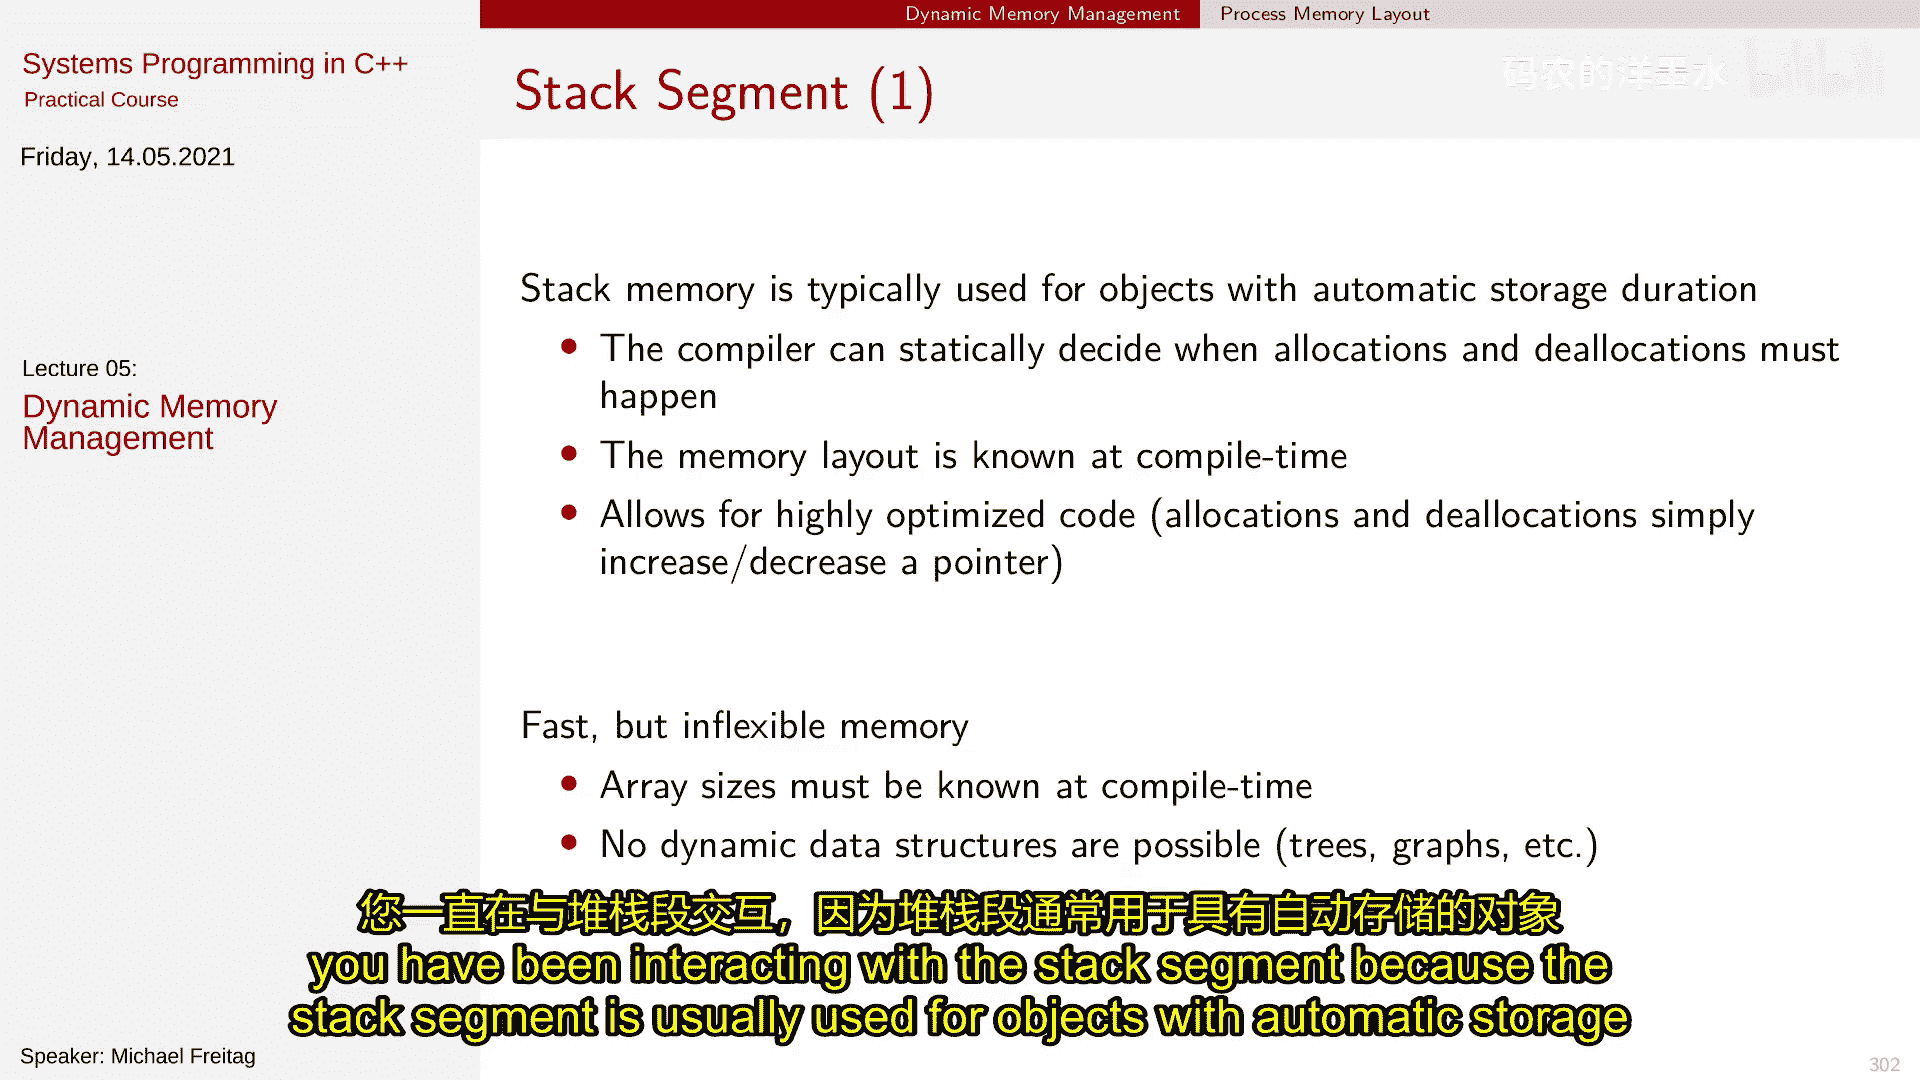 Dynamic Memory Management
Process Memory Layout
Systems Programming in C++
Practical Course
Friday, 14.05.2021
Lecture 05:
Dynamic Memory
Management
Speaker: Michael Freitag
Stack Segment (1)
码农的洋墨水
bilibili
Stack memory is typically used for objects with automatic storage duration
• The compiler can statically decide when allocations and deallocations must
happen
• The memory layout is known at compile-time
• Allows for highly optimized code (allocations and deallocations simply
increase/decrease a pointer)
Fast, but inflexible memory
• Array sizes must be known at compile-time
• No dynamic data structures are possible (trees, graphs, etc.)
您一直在与堆栈段交互，因为堆栈段通常用于具有自动存储的对象
you have been interacting with the stack segment because the
stack segment is usually used for objects with automatic storage
302